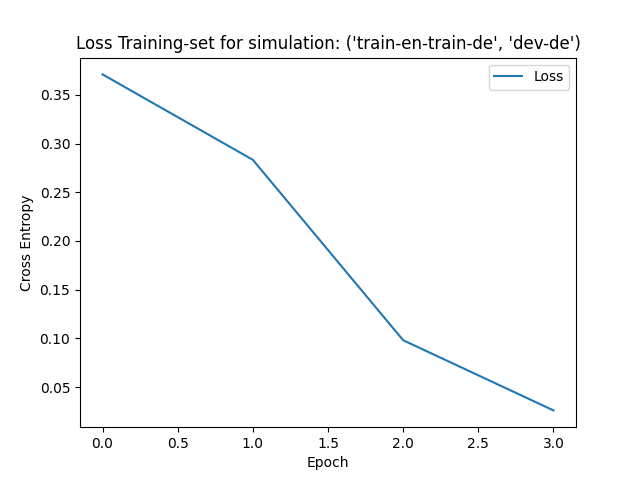 Loss Training-set for simulation: ('train-en-train-de', 'dev-de')
Loss
0.35
0.30
0.25
0.20
0.15
0.10
0.05
Cross Entropy
0.0 0.5 1.0 1.5 2.0 2.5 3.0
Epoch